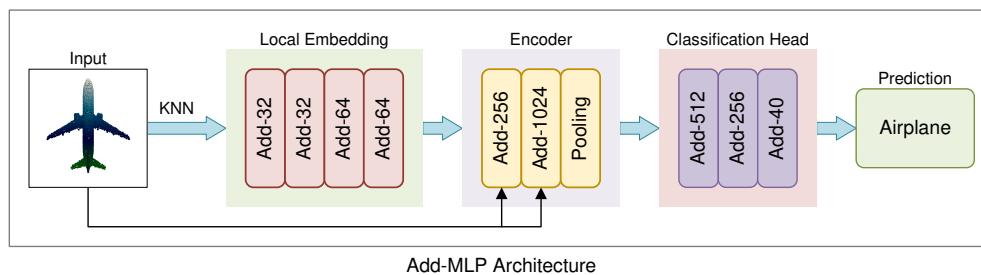 Input
KNN
Local Embedding
Add-32
Add-32
Add-64
Add-64
Encoder
Add-256
Add-1024
Pooling
Classification Head
Add-512
Add-256
Add-40
Prediction
Airplane
Add-MLP Architecture